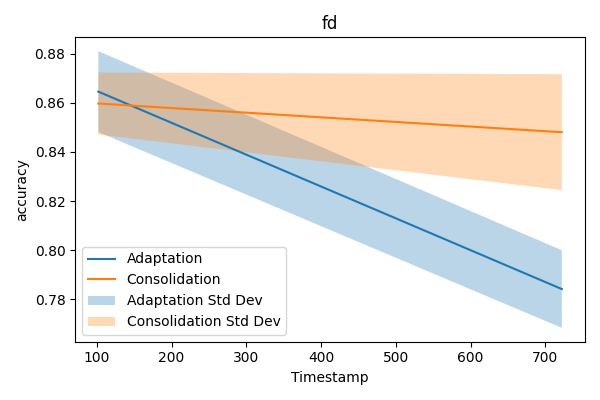 fd
0.88
0.86
0.84
0.82
0.80
0.78
accuracy
Adaptation
Consolidation
Adaptation Std Dev
Consolidation Std Dev
100 200 300 400 500 600 700
Timestamp